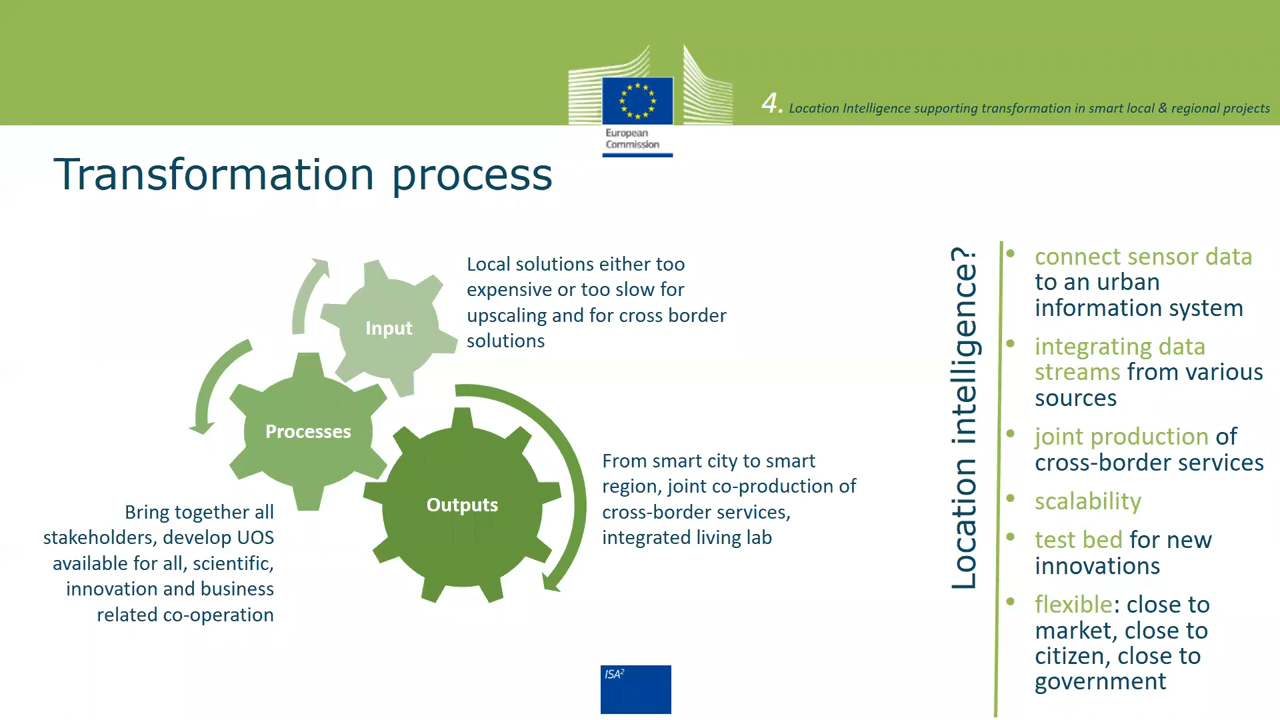 4. Location Intelligence supporting transformation in smart local & regional projects
European
Commission
Transformation process
Input
Local solutions either too
expensive or too slow for
upscaling and for cross border
solutions
Processes
Bring together all
stakeholders, develop UOS
available for all, scientific,
innovation and business
related co-operation
Outputs
From smart city to smart
region, joint co-production of
cross-border services,
integrated living lab
Location intelligence?
• connect sensor data
to an urban
information system
• integrating data
streams from various
sources
• joint production of
cross-border services
• scalability
• test bed for new
innovations
• flexible: close to
market, close to
citizen, close to
government
ISA²